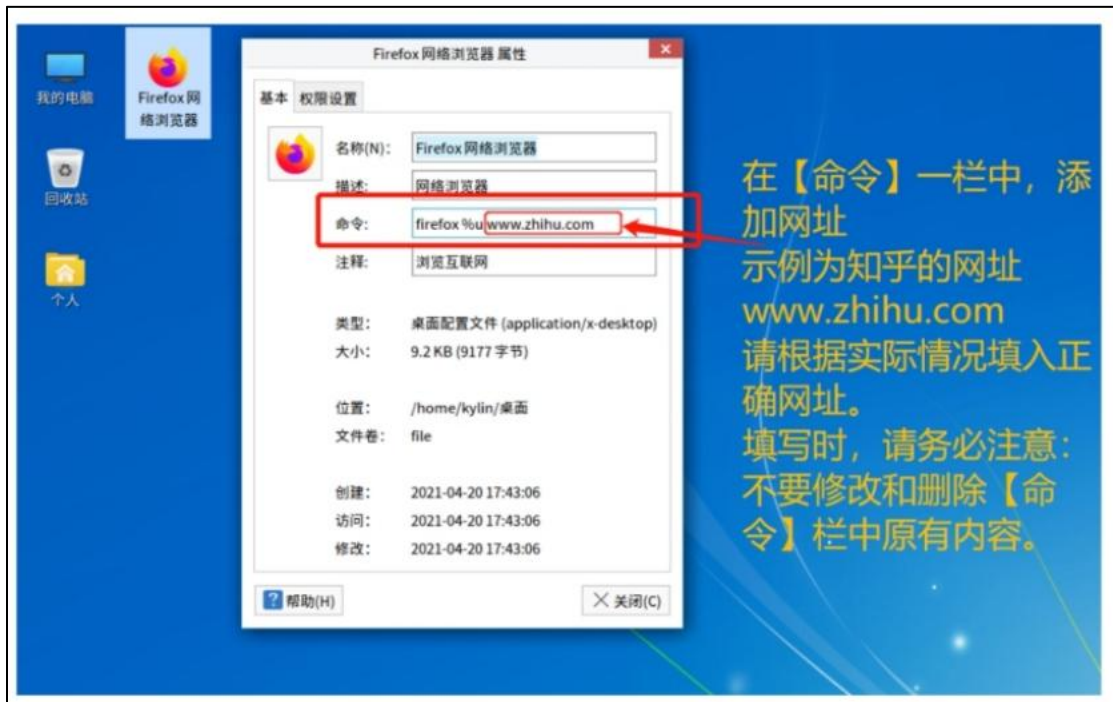 我的电脑
Firefox 网
络浏览器
回收站
个人
Firefox 网络浏览器 属性
基本 权限设置
名称(N): Firefox 网络浏览器
描述: 网络浏览器
命令: firefox %u www.zhihu.com
注释: 浏览互联网
类型: 桌面配置文件 (application/x-desktop)
大小: 9.2 KB (9177 字节)
位置: /home/kylin/桌面
文件卷: file
创建: 2021-04-20 17:43:06
访问: 2021-04-20 17:43:06
修改: 2021-04-20 17:43:06
帮助(H) 关闭(C)
在【命令】一栏中，添
加网址
示例为知乎的网址
www.zhihu.com
请根据实际情况填入正
确网址。
填写时，请务必注意：
不要修改和删除【命
令】栏中原有内容。